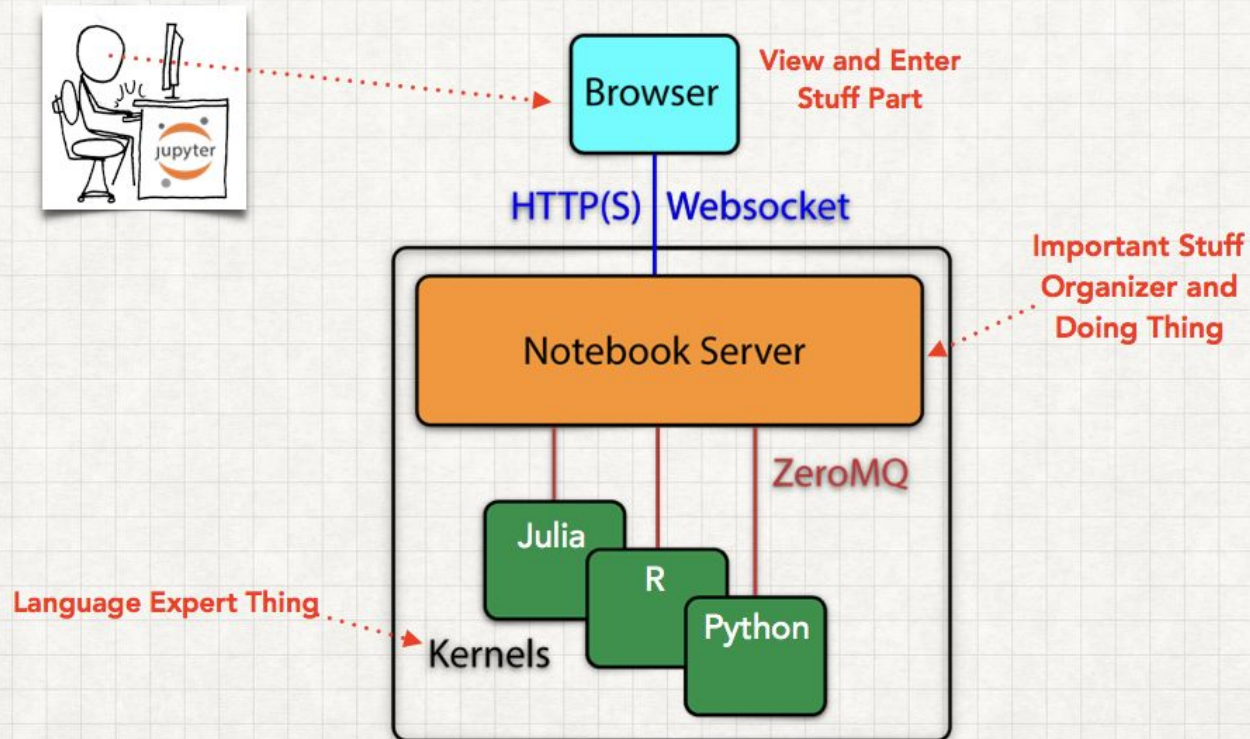 jupyter
Browser
View and Enter
Stuff Part
HTTP(S) Websocket
Important Stuff
Organizer and
Doing Thing
Notebook Server
ZeroMQ
Julia
R
Python
Language Expert Thing
Kernels